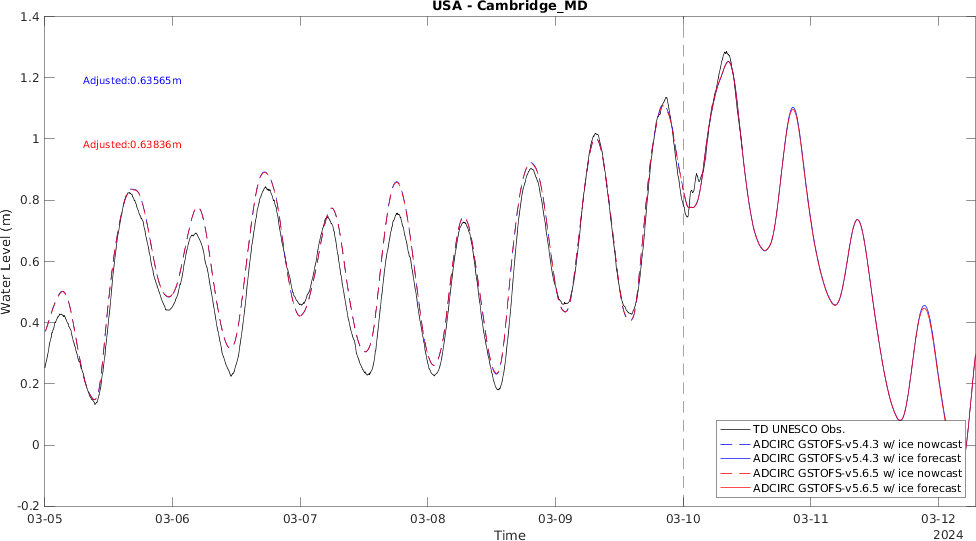 USA - Cambridge_MD
1.4
1.2
1
0.8
0.6
0.4
0.2
0
-0.2
Water Level (m)
Adjusted:0.63565m
Adjusted:0.63836m
TD UNESCO Obs.
ADCIRC GSTOFS-v5.4.3 w/ ice nowcast
ADCIRC GSTOFS-v5.4.3 w/ ice forecast
ADCIRC GSTOFS-v5.6.5 w/ ice nowcast
ADCIRC GSTOFS-v5.6.5 w/ ice forecast
03-05 03-06 03-07 03-08 03-09 03-10 03-11 03-12
2024
Time